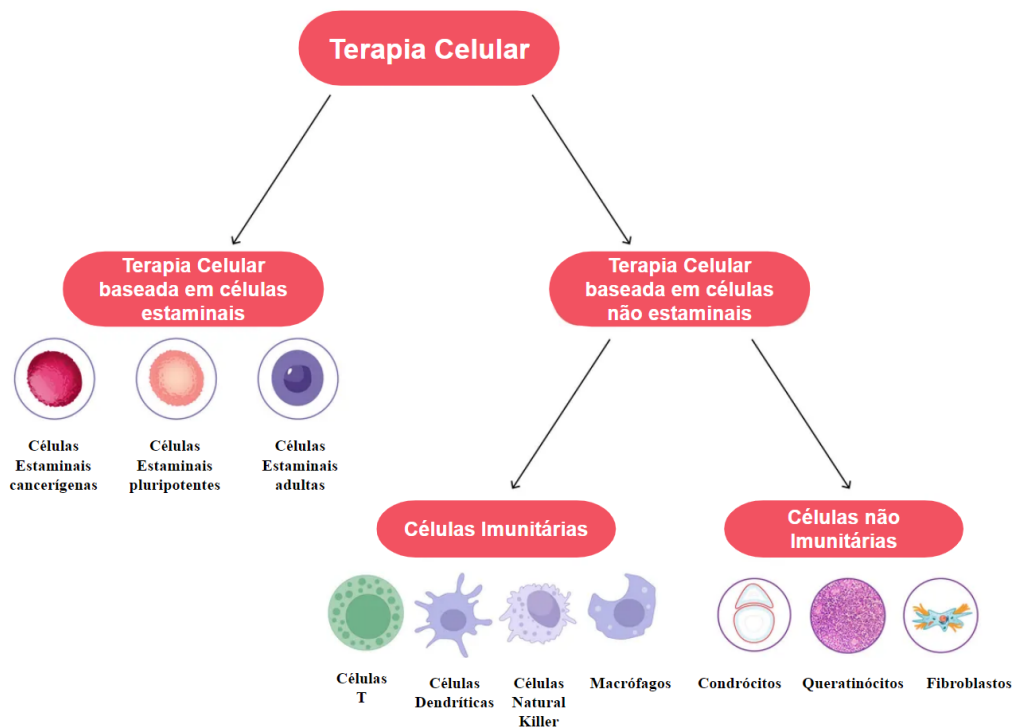 Terapia Celular
Terapia Celular
baseada em células
estaminais
Terapia Celular
baseada em células
não estaminais
Células
Estaminais
cancerígenas
Células
Estaminais
pluripotentes
Células
Estaminais
adultas
Células Imunitárias
Células não
Imunitárias
Células
T
Células
Dendríticas
Células
Natural
Killer
Macrófagos
Condrócitos
Queratinócitos
Fibroblastos